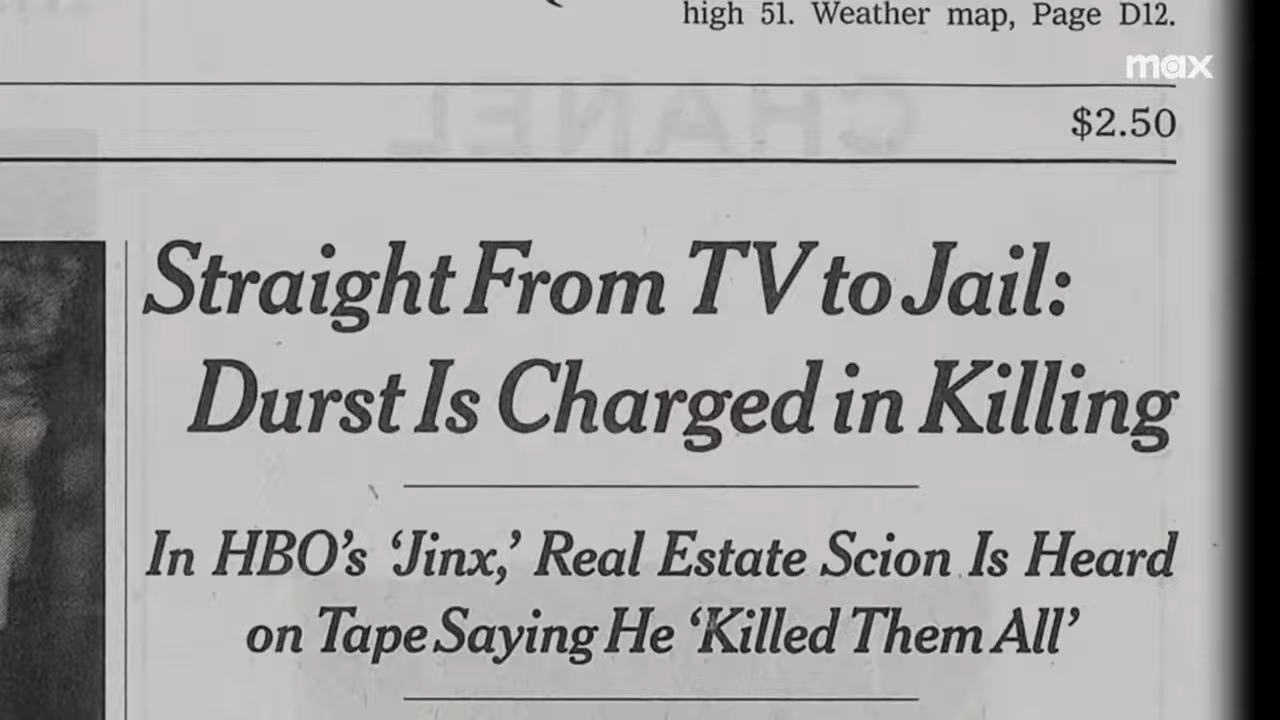 high 51. Weather map, Page D12.
max
CHANEL
$2.50
Straight From TV to Jail:
Durst Is Charged in Killing
In HBO's ‘Jinx,’ Real Estate Scion Is Heard
on Tape Saying He ‘Killed Them All’